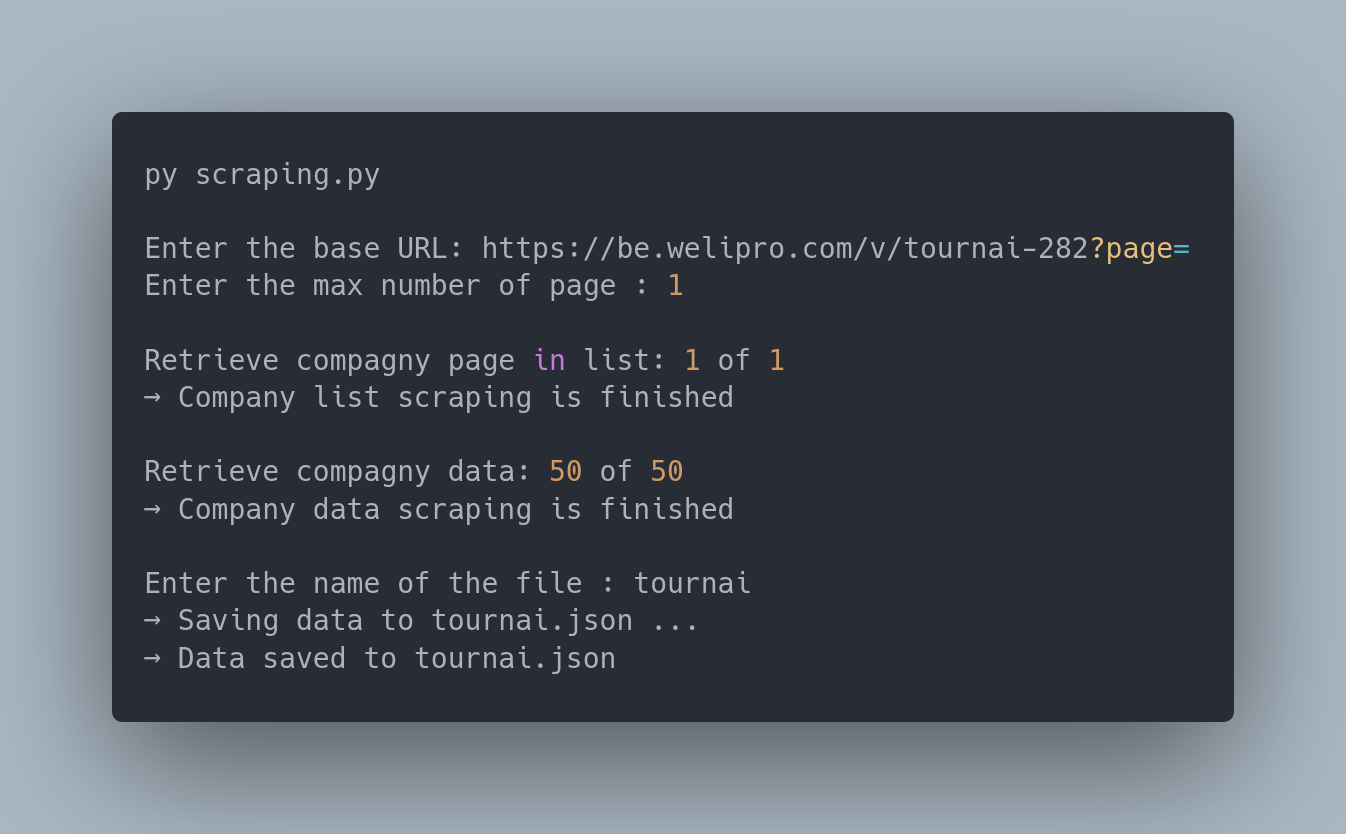 py scraping.py
Enter the base URL: https://be.welipro.com/v/tournai-282?page=
Enter the max number of page : 1
Retrieve compagny page in list: 1 of 1
→ Company list scraping is finished
Retrieve compagny data: 50 of 50
→ Company data scraping is finished
Enter the name of the file : tournai
→ Saving data to tournai.json ...
→ Data saved to tournai.json